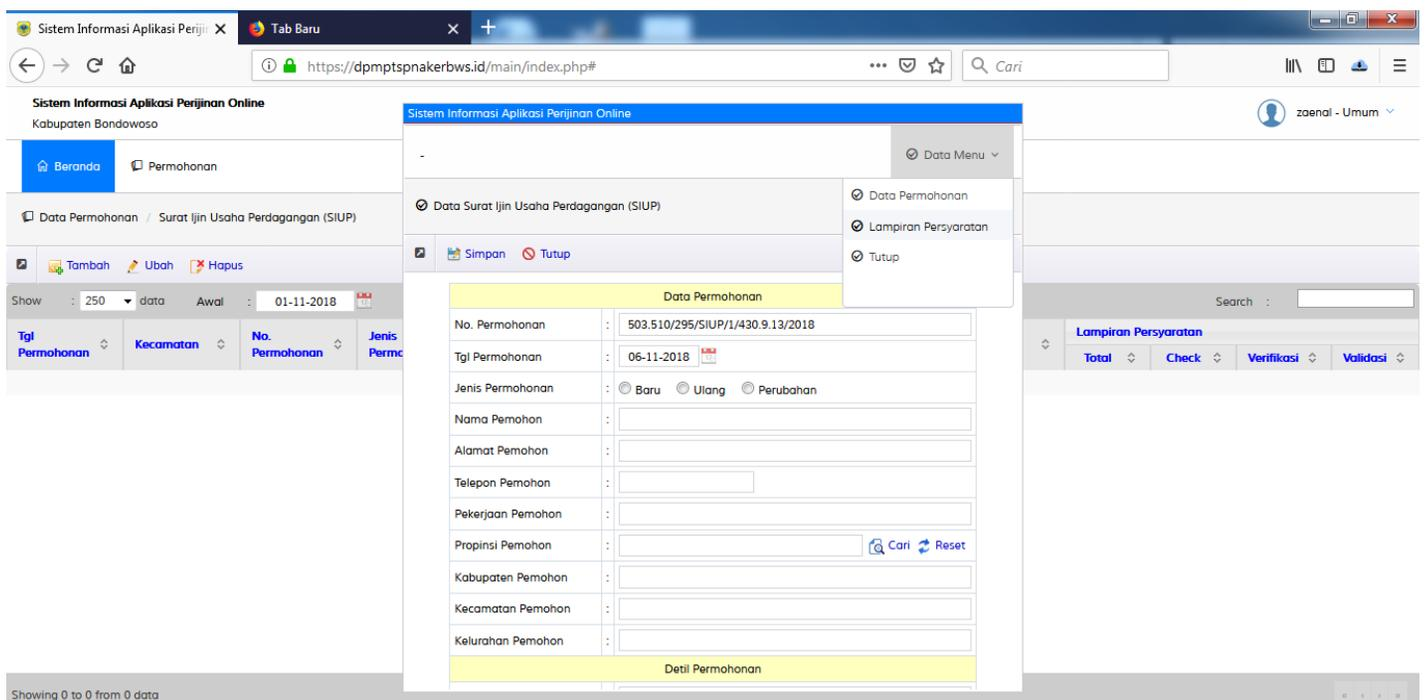 Sistem Informasi Aplikasi Perijin
Tab Baru
https://dpmptspnakerbws.id/main/index.php#
Cari
Sistem Informasi Aplikasi Perijinan Online
Kabupaten Bondowoso
zaenal - Umum
Beranda
Permohonan
Data Permohonan / Surat Ijin Usaha Perdagangan (SIUP)
Tambah Ubah Hapus
Show : 250 data Awal : 01-11-2018
Search :
Tgl Permohonan
Kecamatan
No. Permohonan
Jenis
Lampiran Persyaratan
Total Check Verifikasi Validasi
Sistem Informasi Aplikasi Perijinan Online
-
Data Menu
Data Permohonan
Lampiran Persyaratan
Tutup
Data Surat Ijin Usaha Perdagangan (SIUP)
Simpan Tutup
Data Permohonan
No. Permohonan : 503.510/295/SIUP/1/430.9.13/2018
Tgl Permohonan : 06-11-2018
Jenis Permohonan : Baru Ulang Perubahan
Nama Pemohon :
Alamat Pemohon :
Telepon Pemohon :
Pekerjaan Pemohon :
Propinsi Pemohon : Cari Reset
Kabupaten Pemohon :
Kecamatan Pemohon :
Kelurahan Pemohon :
Detil Permohonan
Showing 0 to 0 from 0 data